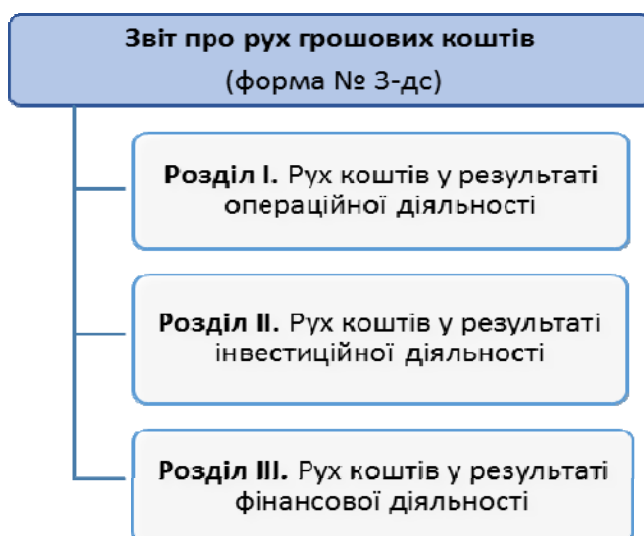 Звіт про рух грошових коштів
(форма № 3-дс)
Розділ І. Рух коштів у результаті
операційної діяльності
Розділ ІІ. Рух коштів у результаті
інвестиційної діяльності
Розділ ІІІ. Рух коштів у результаті
фінансової діяльності